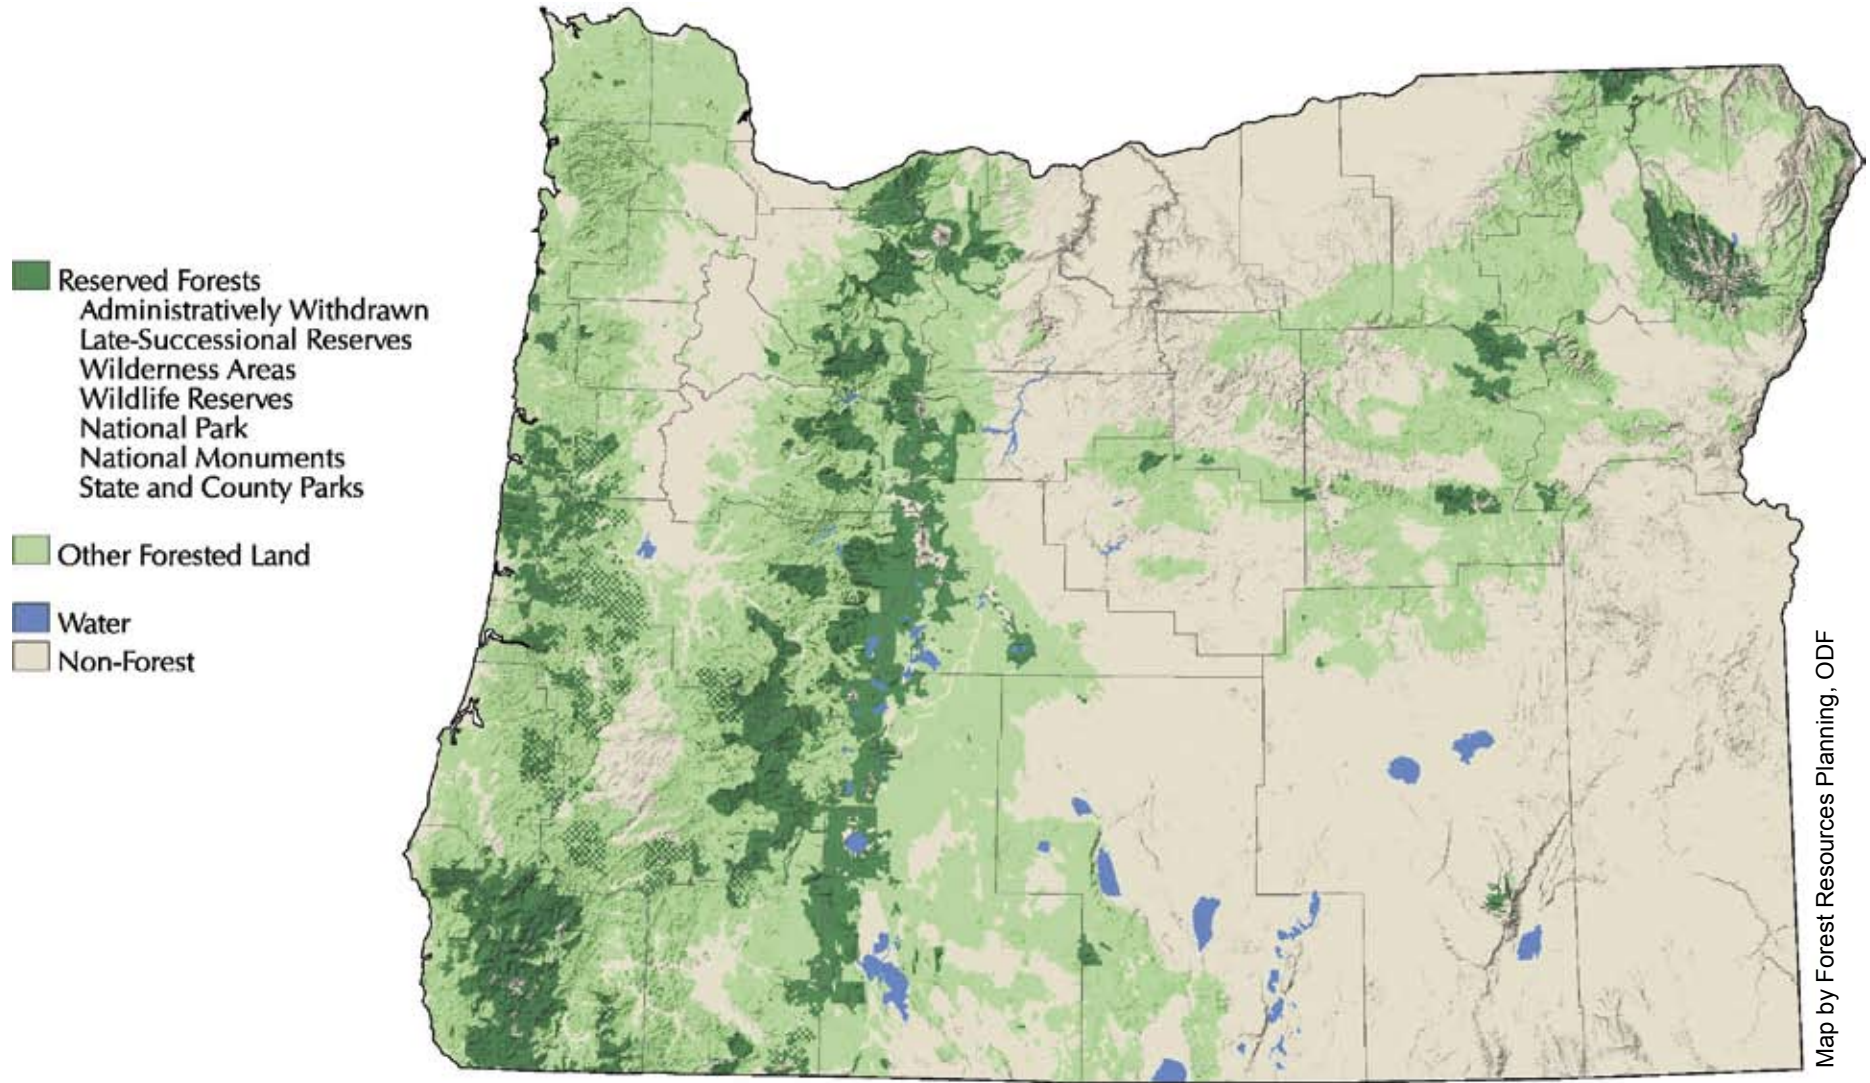 Reserved Forests
Administratively Withdrawn
Late-Successional Reserves
Wilderness Areas
Wildlife Reserves
National Park
National Monuments
State and County Parks
Other Forested Land
Water
Non-Forest
Map by Forest Resources Planning, ODF